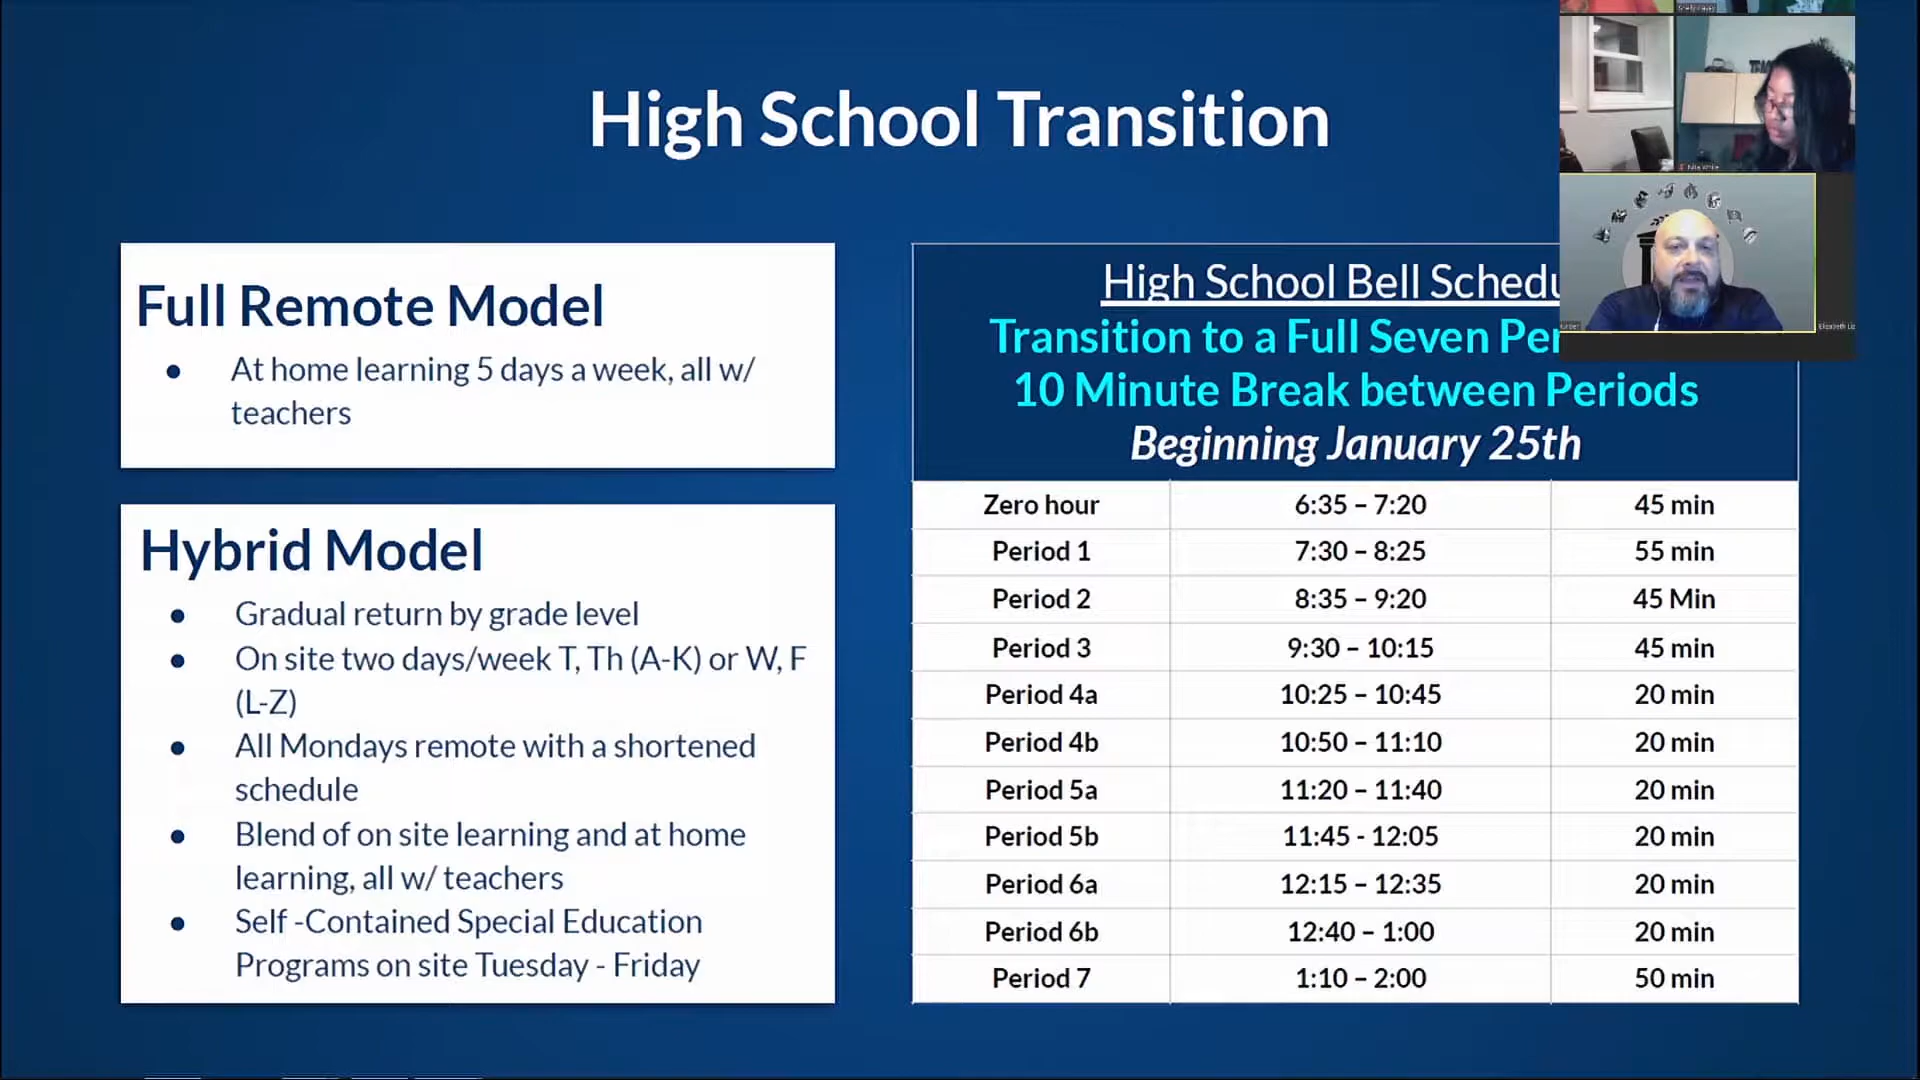 High School Transition
Full Remote Model
● At home learning 5 days a week, all w/
teachers
Hybrid Model
● Gradual return by grade level
● On site two days/week T, Th (A-K) or W, F
(L-Z)
● All Mondays remote with a shortened
schedule
● Blend of on site learning and at home
learning, all w/ teachers
● Self -Contained Special Education
Programs on site Tuesday - Friday
High School Bell
Transition to a Full Seven
10 Minute Break between Periods
Beginning January 25th
Zero hour 6:35 – 7:20 45 min
Period 1 7:30 – 8:25 55 min
Period 2 8:35 – 9:20 45 Min
Period 3 9:30 – 10:15 45 min
Period 4a 10:25 – 10:45 20 min
Period 4b 10:50 – 11:10 20 min
Period 5a 11:20 – 11:40 20 min
Period 5b 11:45 - 12:05 20 min
Period 6a 12:15 – 12:35 20 min
Period 6b 12:40 – 1:00 20 min
Period 7 1:10 – 2:00 50 min